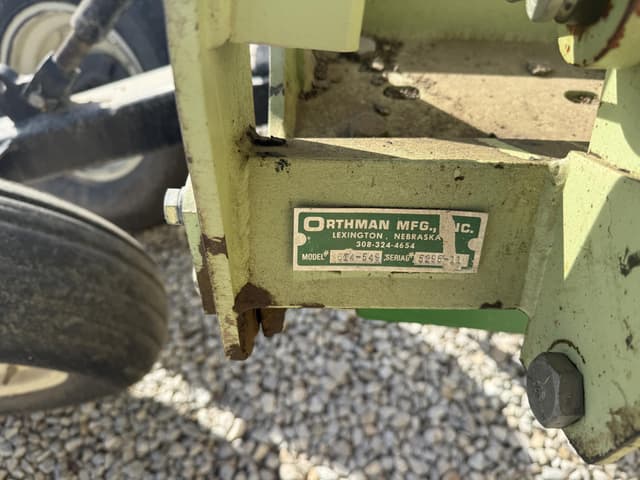 ORTHMAN MFG., INC.
LEXINGTON, NEBRASKA
308-324-4654
MODEL SERIAL